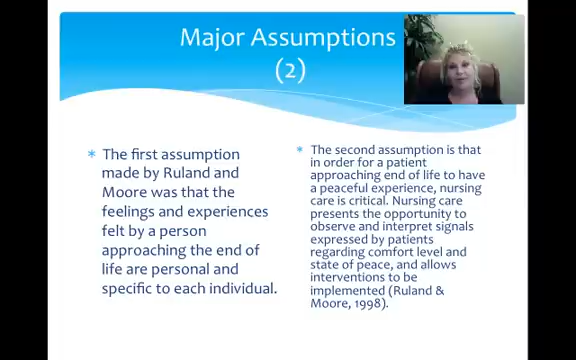 Major Assumptions
(2)
* The first assumption
made by Ruland and
Moore was that the
feelings and experiences
felt by a person
approaching the end of
life are personal and
specific to each individual.
* The second assumption is that
in order for a patient
approaching end of life to have
a peaceful experience, nursing
care is critical. Nursing care
presents the opportunity to
observe and interpret signals
expressed by patients
regarding comfort level and
state of peace, and allows
interventions to be
implemented (Ruland &
Moore, 1998).